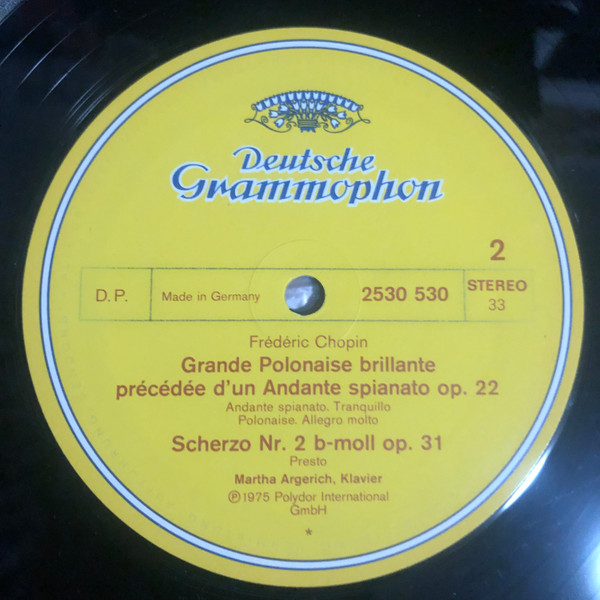 Deutsche
Grammophon
2
D.P.
Made in Germany
2530 530
STEREO
33
Frédéric Chopin
Grande Polonaise brillante
précédée d'un Andante spianato op. 22
Andante spianato. Tranquillo
Polonaise. Allegro molto
Scherzo Nr. 2 b-moll op. 31
Presto
Martha Argerich, Klavier
Ⓟ1975 Polydor International
GmbH
*